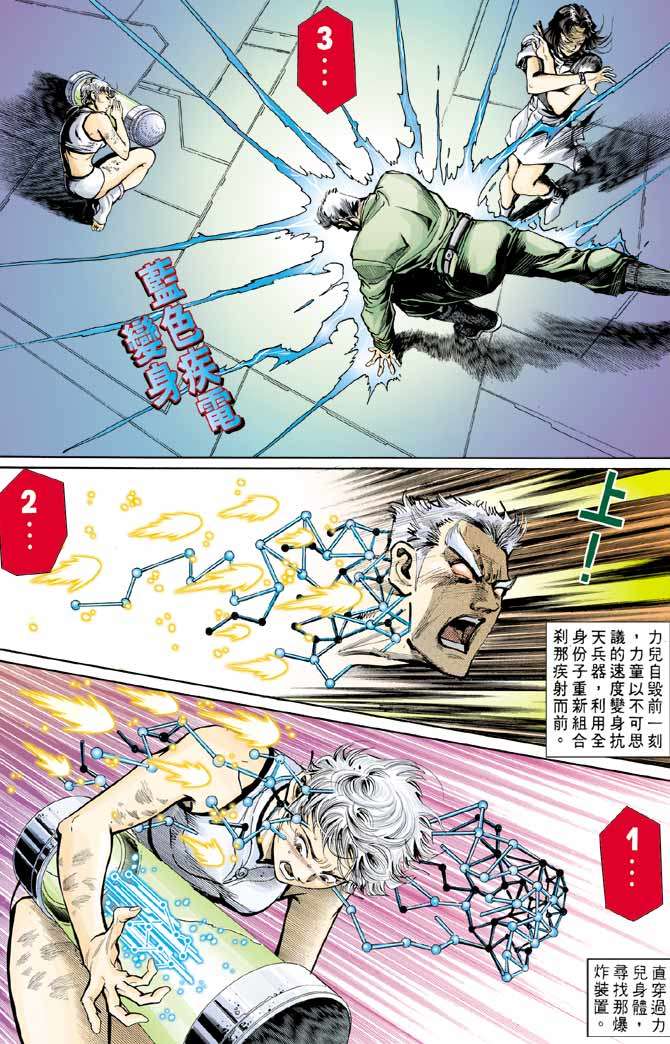 3‥‥
藍色疾電
變身
2‥‥
上！
力兒自毀前一刻
，力童以不可思
議的速度變身抗
天兵器，利用全
身份子重新組合
刹那疾射而前。
1‥‥
直穿過力
兒身體，
尋找那爆
炸裝置。